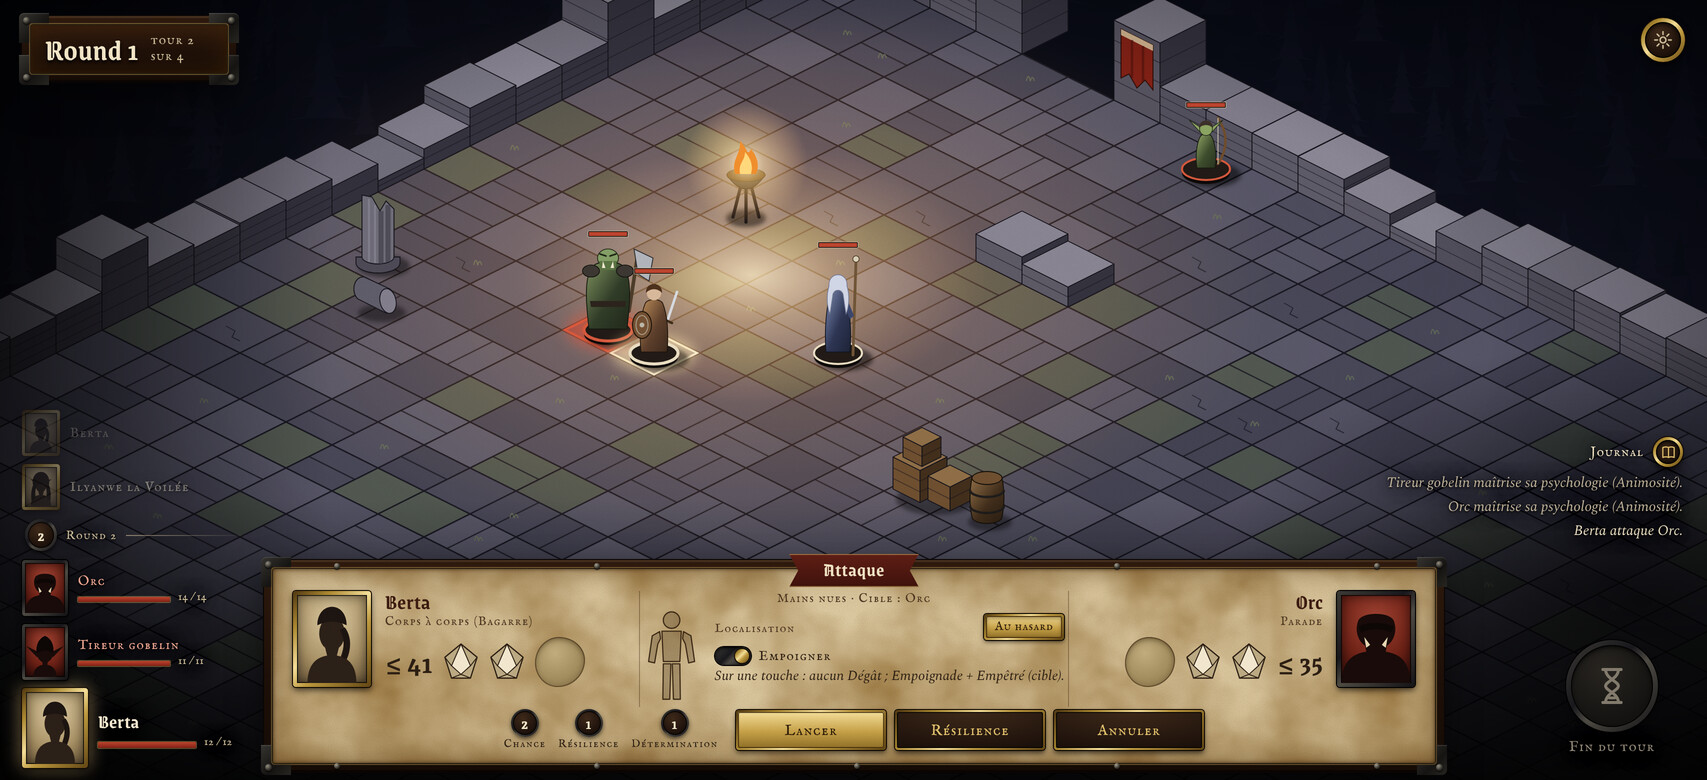 Round 1
TOUR 2
SUR 4
BERTA
ILYANWE LA VOILÉE
2 ROUND 2
ORC
14/14
TIREUR GOBELIN
11/11
Berta
12/12
Attaque
MAINS NUES · CIBLE : ORC
Berta
CORPS À CORPS (BAGARRE)
≤ 41
LOCALISATION
AU HASARD
EMPOIGNER
Sur une touche : aucun Dégât ; Empoignade + Empêtré (cible).
Orc
PARADE
≤ 35
2 1 1
CHANCE RÉSILIENCE DÉTERMINATION
LANCER
RÉSILIENCE
ANNULER
JOURNAL
Tireur gobelin maîtrise sa psychologie (Animosité).
Orc maîtrise sa psychologie (Animosité).
Berta attaque Orc.
FIN DU TOUR